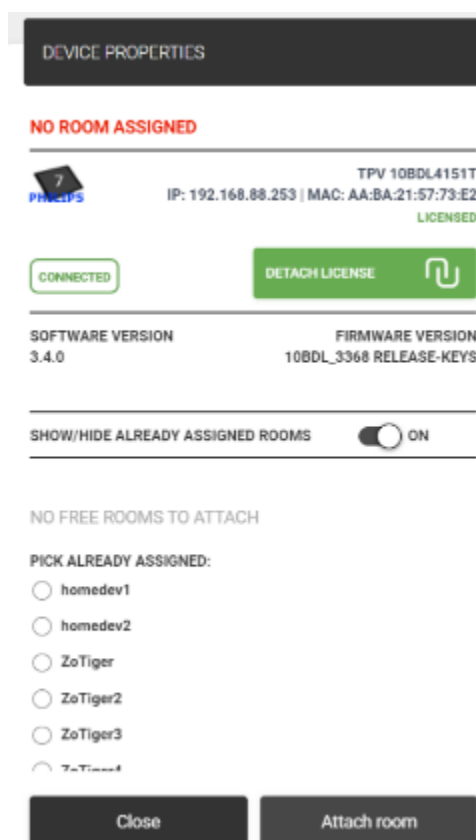 DEVICE PROPERTIES
NO ROOM ASSIGNED
7
PHILIPS
TPV 10BDL4151T
IP: 192.168.88.253 | MAC: AA:BA:21:57:73:E2
LICENSED
CONNECTED
DETACH LICENSE
SOFTWARE VERSION
3.4.0
FIRMWARE VERSION
10BDL_3368 RELEASE-KEYS
SHOW/HIDE ALREADY ASSIGNED ROOMS ON
NO FREE ROOMS TO ATTACH
PICK ALREADY ASSIGNED:
homedev1
homedev2
ZoTiger
ZoTiger2
ZoTiger3
Close
Attach room